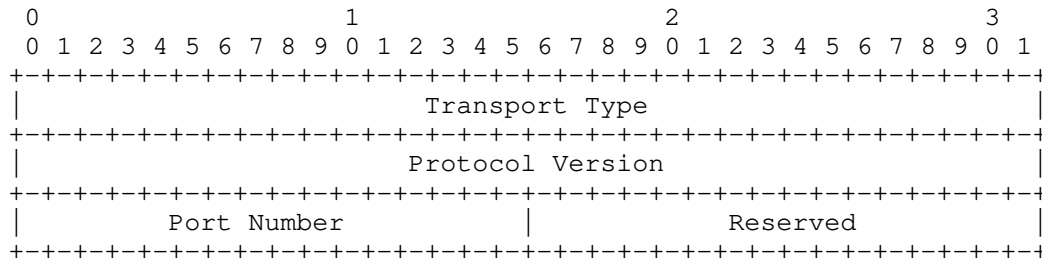 0                   1                   2                   3
 0 1 2 3 4 5 6 7 8 9 0 1 2 3 4 5 6 7 8 9 0 1 2 3 4 5 6 7 8 9 0 1
+-+-+-+-+-+-+-+-+-+-+-+-+-+-+-+-+-+-+-+-+-+-+-+-+-+-+-+-+-+-+-+-+
|                         Transport Type                        |
+-+-+-+-+-+-+-+-+-+-+-+-+-+-+-+-+-+-+-+-+-+-+-+-+-+-+-+-+-+-+-+-+
|                        Protocol Version                       |
+-+-+-+-+-+-+-+-+-+-+-+-+-+-+-+-+-+-+-+-+-+-+-+-+-+-+-+-+-+-+-+-+
|         Port Number           |            Reserved           |
+-+-+-+-+-+-+-+-+-+-+-+-+-+-+-+-+-+-+-+-+-+-+-+-+-+-+-+-+-+-+-+-+